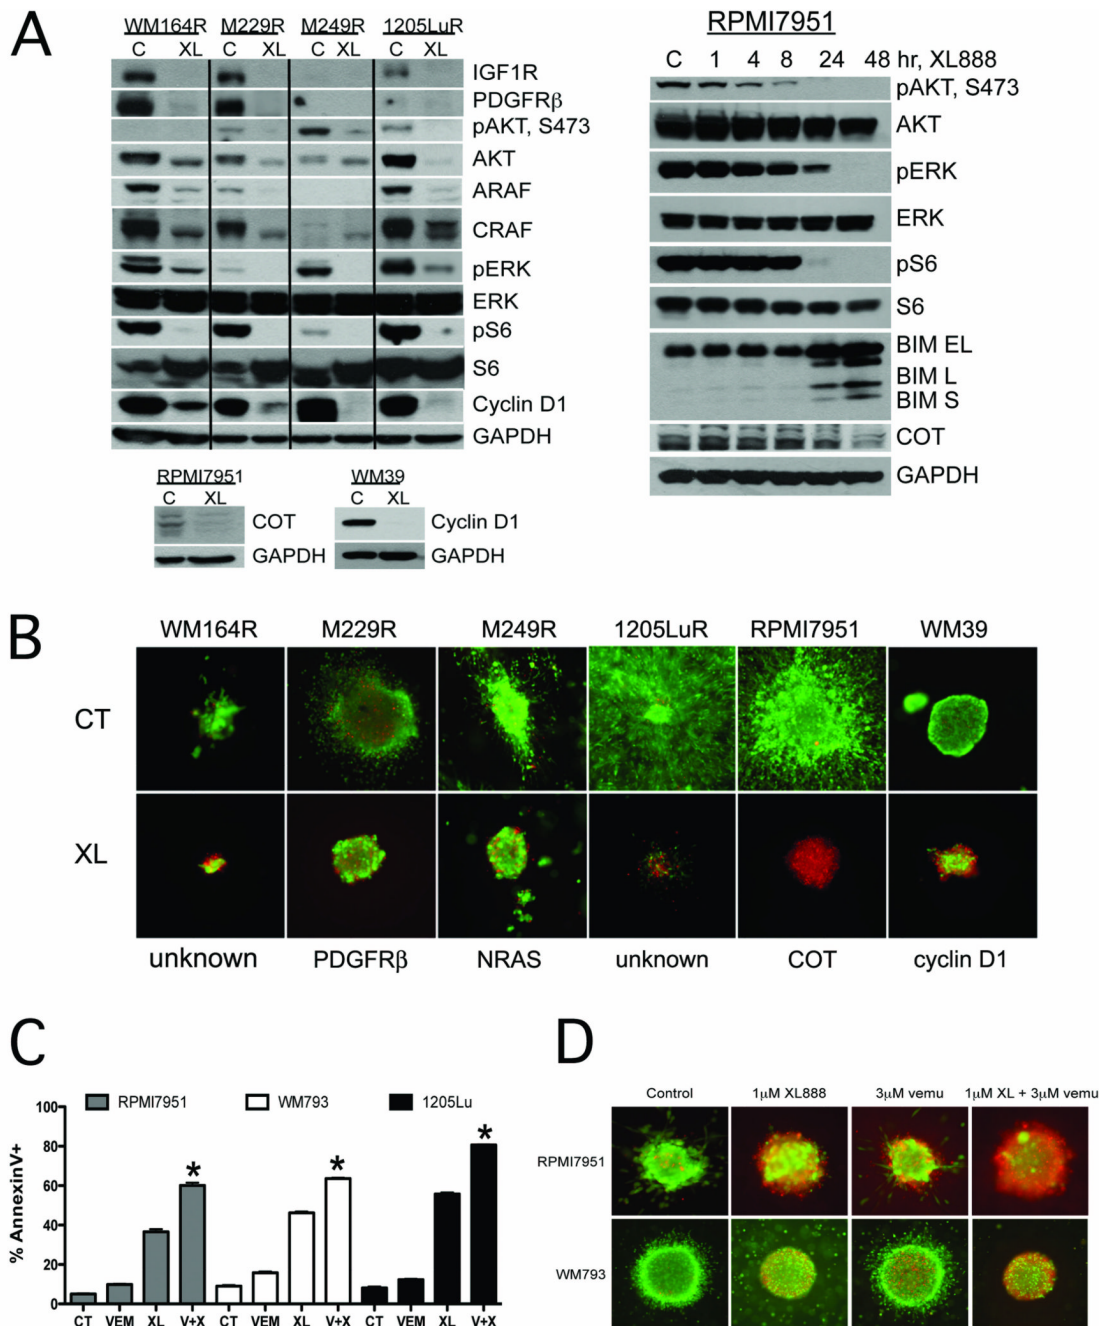 A
WM164R M229R M249R 1205LuR
C XL C XL C XL C XL
IGF1R
PDGFRβ
pAKT, S473
AKT
ARAF
CRAF
pERK
ERK
pS6
S6
Cyclin D1
GAPDH
RPMI7951
C XL
COT
GAPDH
WM39
C XL
Cyclin D1
GAPDH
RPMI7951
C 1 4 8 24 48 hr, XL888
pAKT, S473
AKT
pERK
ERK
pS6
S6
BIM EL
BIM L
BIM S
COT
GAPDH
B
WM164R M229R M249R 1205LuR RPMI7951 WM39
CT
XL
unknown PDGFRβ NRAS unknown COT cyclin D1
C
RPMI7951 WM793 1205Lu
% AnnexinV+
100
80
60
40
20
0
* * *
CT VEM XL V+X CT VEM XL V+X CT VEM XL V+X
D
Control 1µM XL888 3µM vemu 1µM XL + 3µM vemu
RPMI7951
WM793